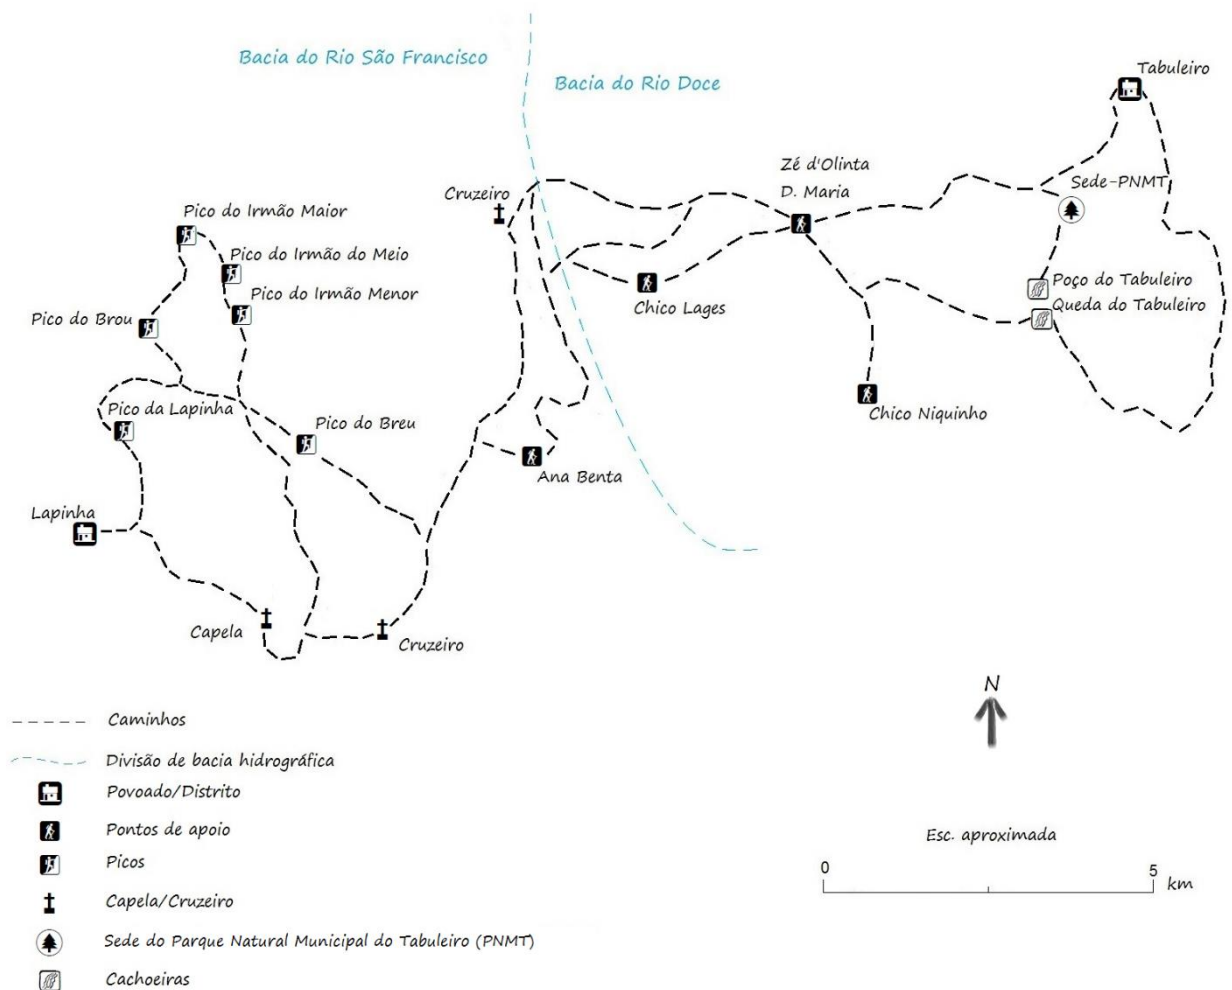 Bacia do Rio São Francisco
Bacia do Rio Doce
Tabuleiro
Zé d'Olinta
D. Maria
Sede-PNMT
Cruzeiro
Pico do Irmão Maior
Pico do Irmão do Meio
Pico do Irmão Menor
Pico do Brou
Poço do Tabuleiro
Queda do Tabuleiro
Chico Lages
Pico da Lapinha
Pico do Breu
Chico Niquinho
Ana Benta
Lapinha
Capela
Cruzeiro
N
Caminhos
Divisão de bacia hidrográfica
Povoado/Distrito
Pontos de apoio
Picos
Capela/Cruzeiro
Sede do Parque Natural Municipal do Tabuleiro (PNMT)
Cachoeiras
Esc. aproximada
0 5
km